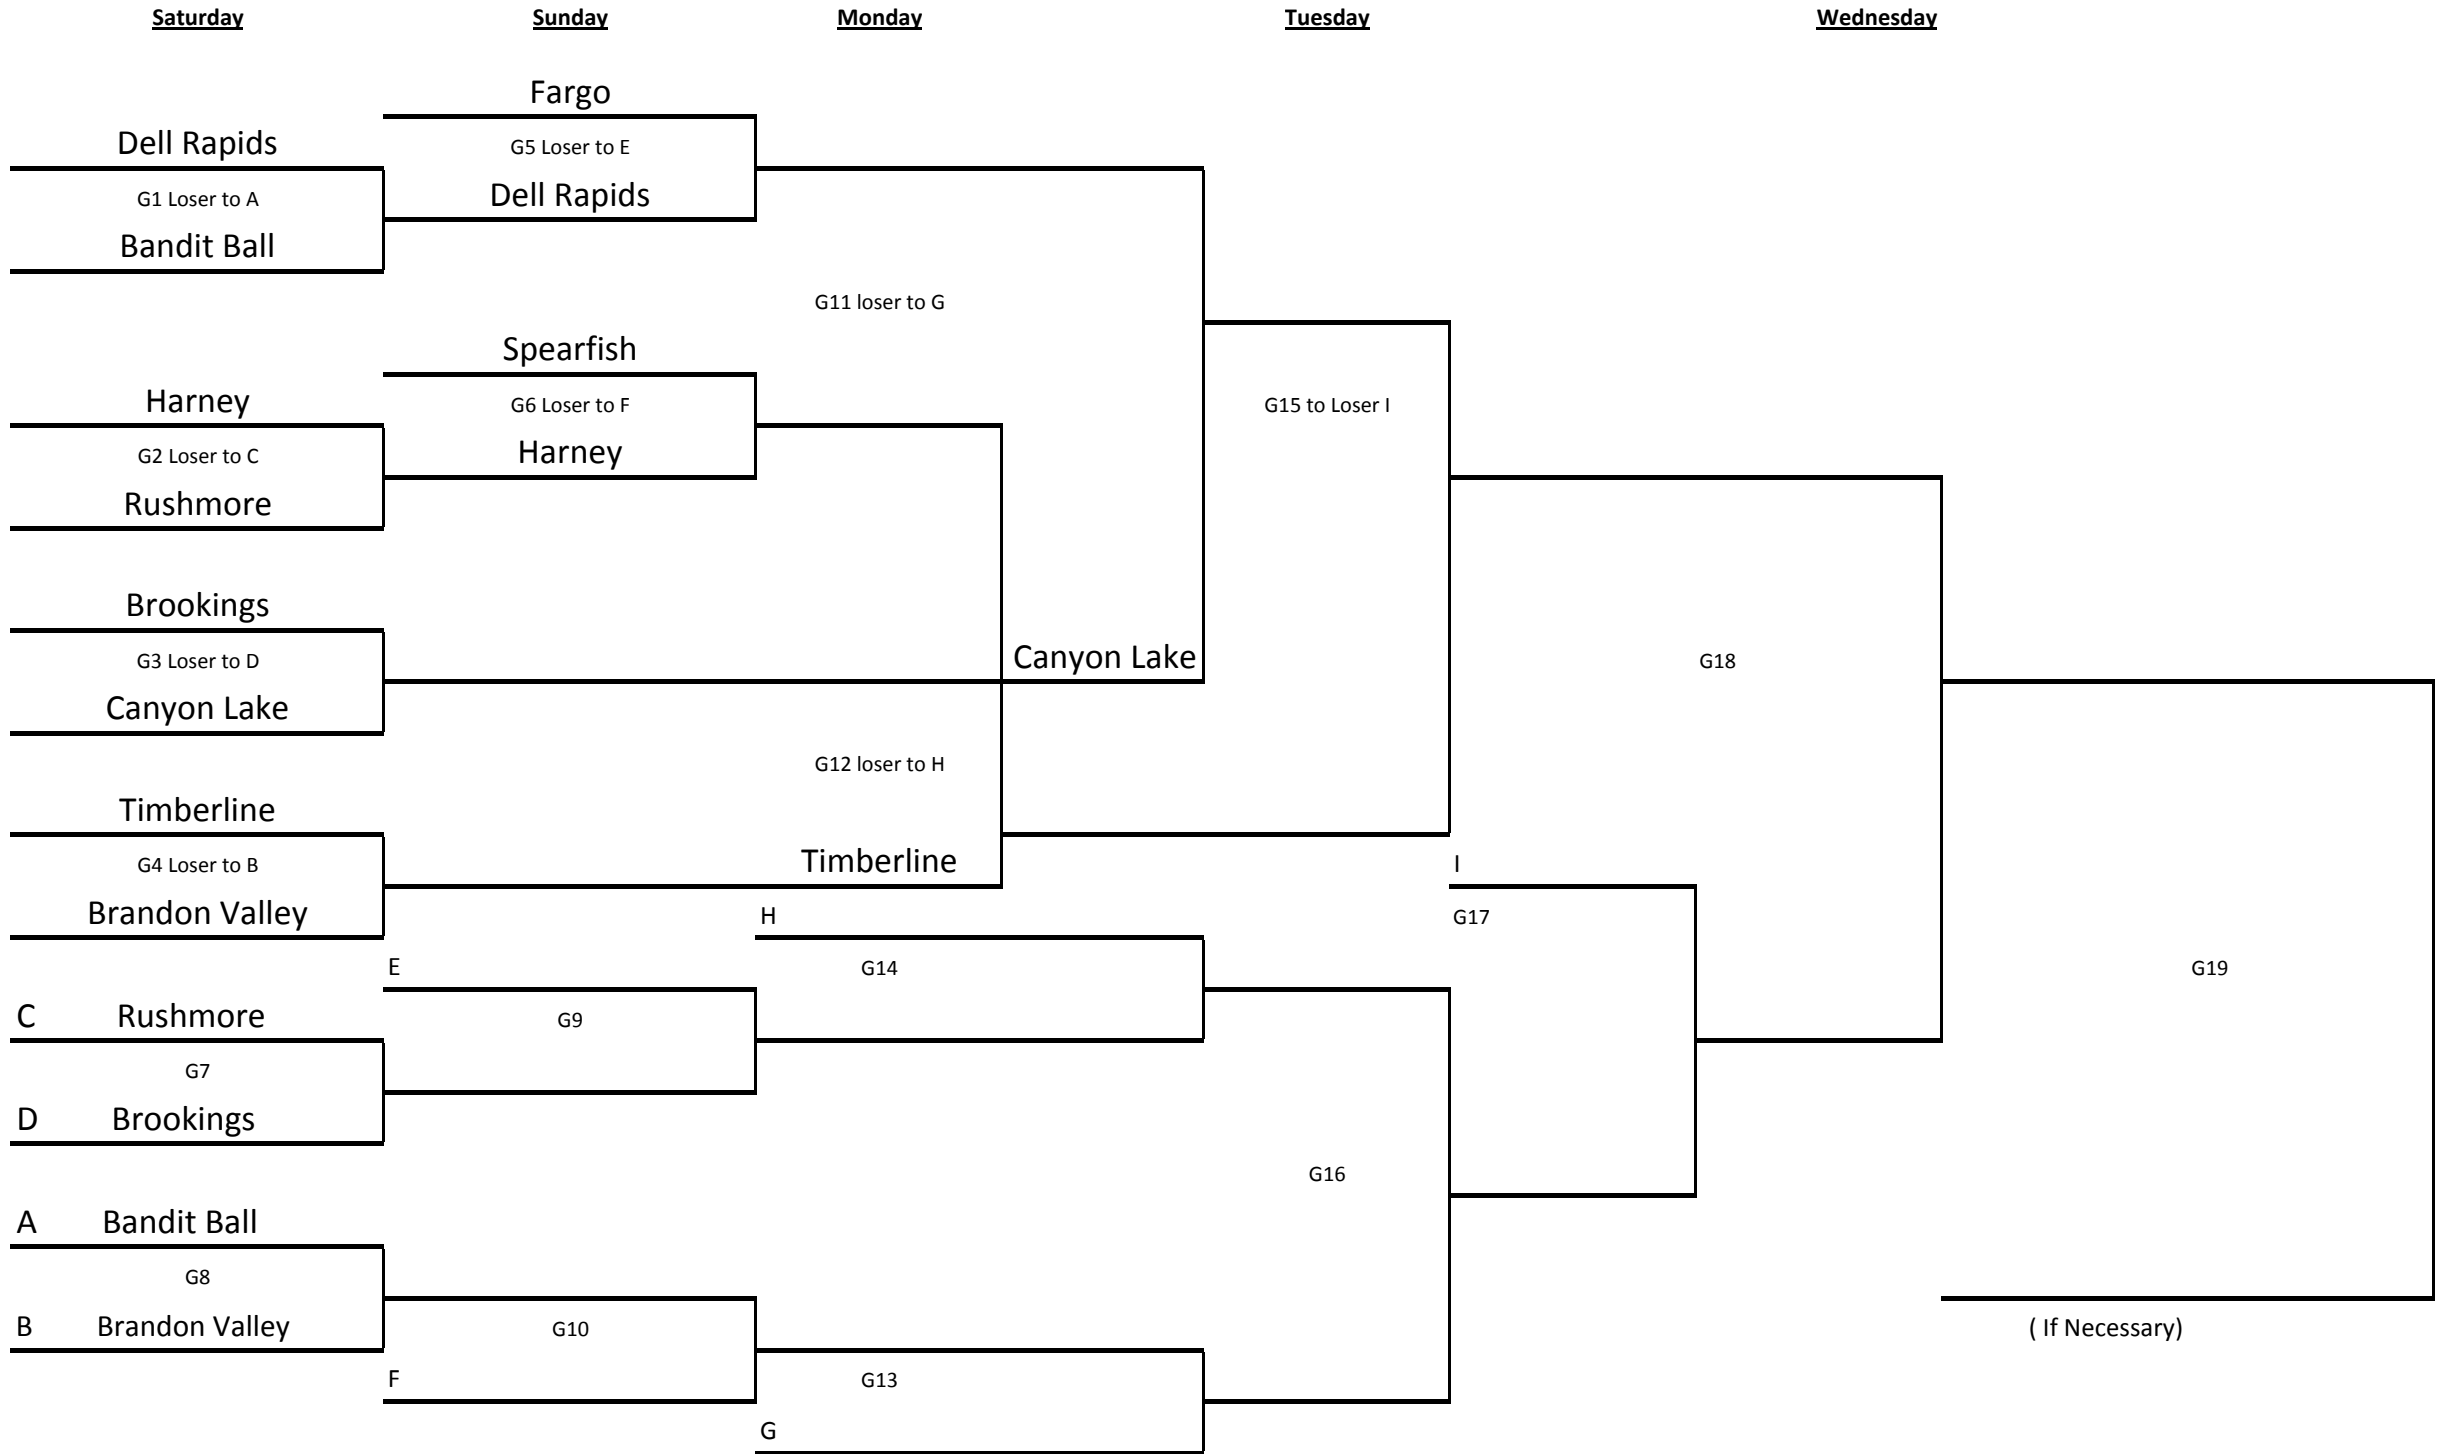 Saturday Sunday Monday Tuesday Wednesday
Fargo
Dell Rapids
G5 Loser to E
Dell Rapids
G1 Loser to A
Bandit Ball
G11 loser to G
Spearfish
Harney
G6 Loser to F
G15 to Loser I
Harney
G2 Loser to C
Rushmore
Brookings
G3 Loser to D
Canyon Lake
G18
Canyon Lake
G12 loser to H
Timberline
G4 Loser to B
Timberline
I
Brandon Valley
H
G17
E
G14
G19
C Rushmore
G9
G7
D Brookings
G16
A Bandit Ball
G8
B Brandon Valley
G10
( If Necessary)
F
G13
G